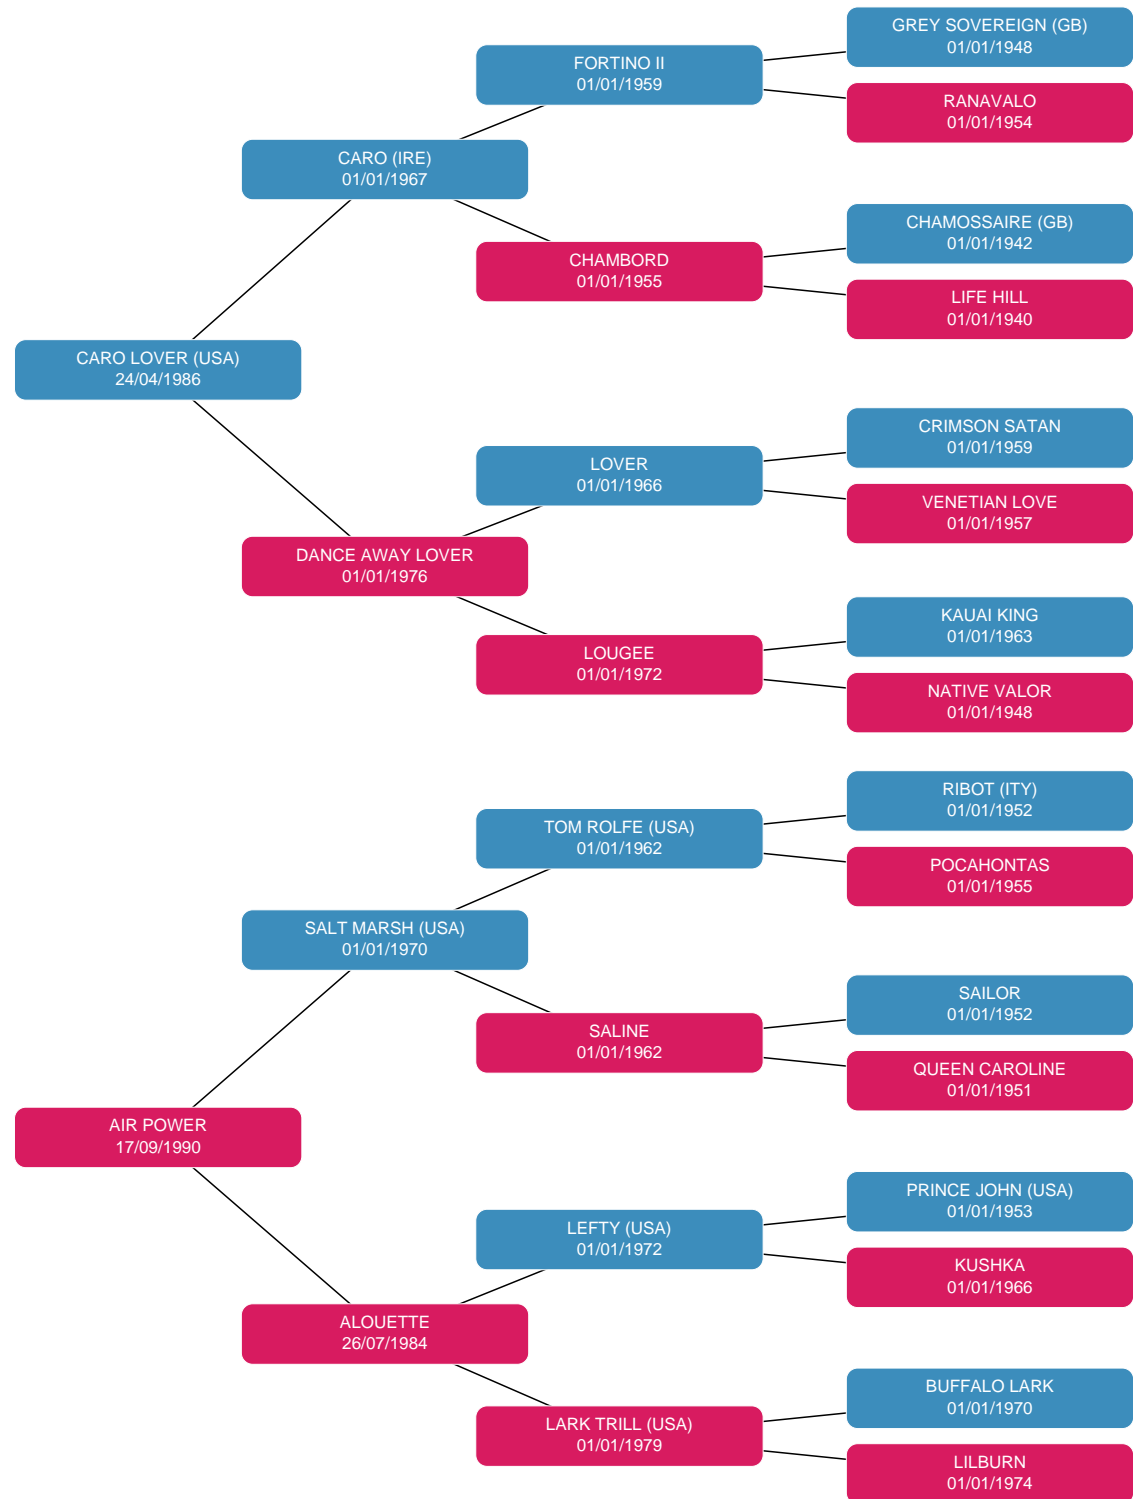 GREY SOVEREIGN (GB)
01/01/1948
FORTINO II
01/01/1959
RANAVALO
01/01/1954
CARO (IRE)
01/01/1967
CHAMOSSAIRE (GB)
01/01/1942
CHAMBORD
01/01/1955
LIFE HILL
01/01/1940
CARO LOVER (USA)
24/04/1986
CRIMSON SATAN
01/01/1959
LOVER
01/01/1966
VENETIAN LOVE
01/01/1957
DANCE AWAY LOVER
01/01/1976
KAUAI KING
01/01/1963
LOUGEE
01/01/1972
NATIVE VALOR
01/01/1948
RIBOT (ITY)
01/01/1952
TOM ROLFE (USA)
01/01/1962
POCAHONTAS
01/01/1955
SALT MARSH (USA)
01/01/1970
SAILOR
01/01/1952
SALINE
01/01/1962
QUEEN CAROLINE
01/01/1951
AIR POWER
17/09/1990
PRINCE JOHN (USA)
01/01/1953
LEFTY (USA)
01/01/1972
KUSHKA
01/01/1966
ALOUETTE
26/07/1984
BUFFALO LARK
01/01/1970
LARK TRILL (USA)
01/01/1979
LILBURN
01/01/1974